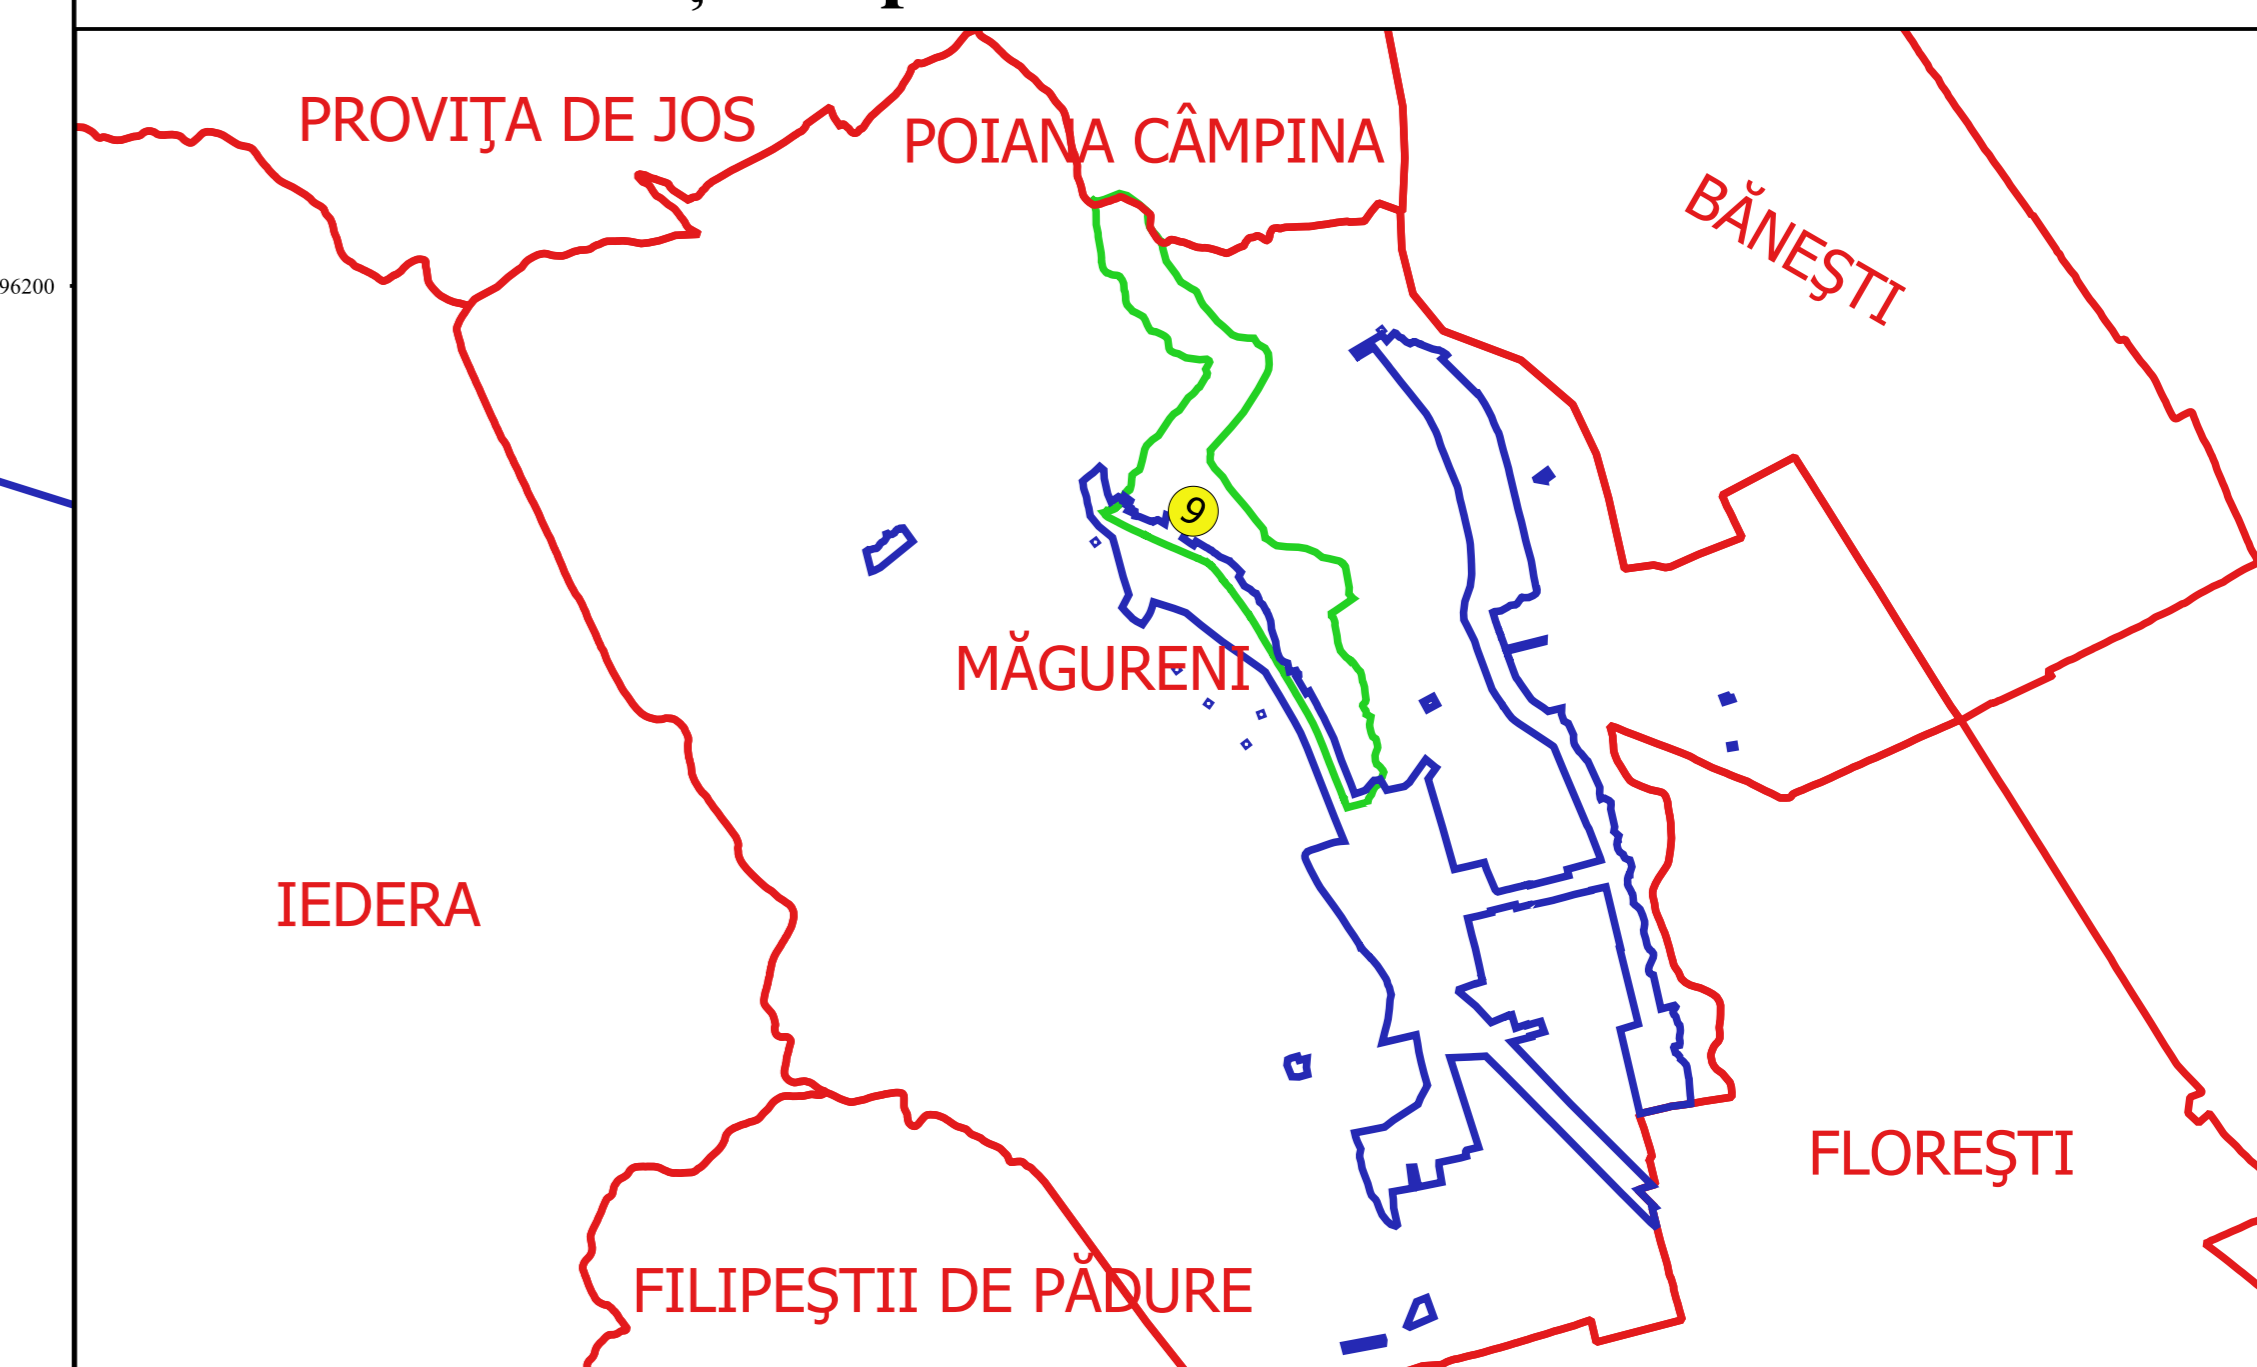 PROVIŢA DE JOS
POIANA CÂMPINA
BĂNEŞTI
96200
9
MĂGURENI
IEDERA
FLOREŞTI
FILIPEŞTII DE PĂDURE